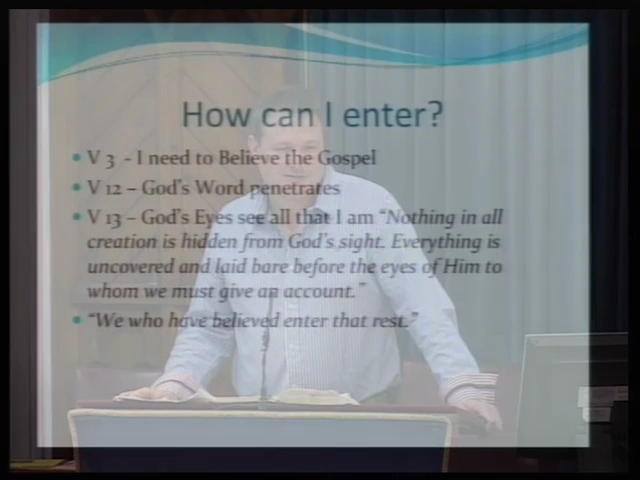 How can I enter?
• V 3 - I need to Believe the Gospel
• V 12 – God's Word penetrates
• V 13 – God's Eyes see all that I am "Nothing in all
creation is hidden from God's sight. Everything is
uncovered and laid bare before the eyes of Him to
whom we must give an account."
• "We who have believed enter that rest."